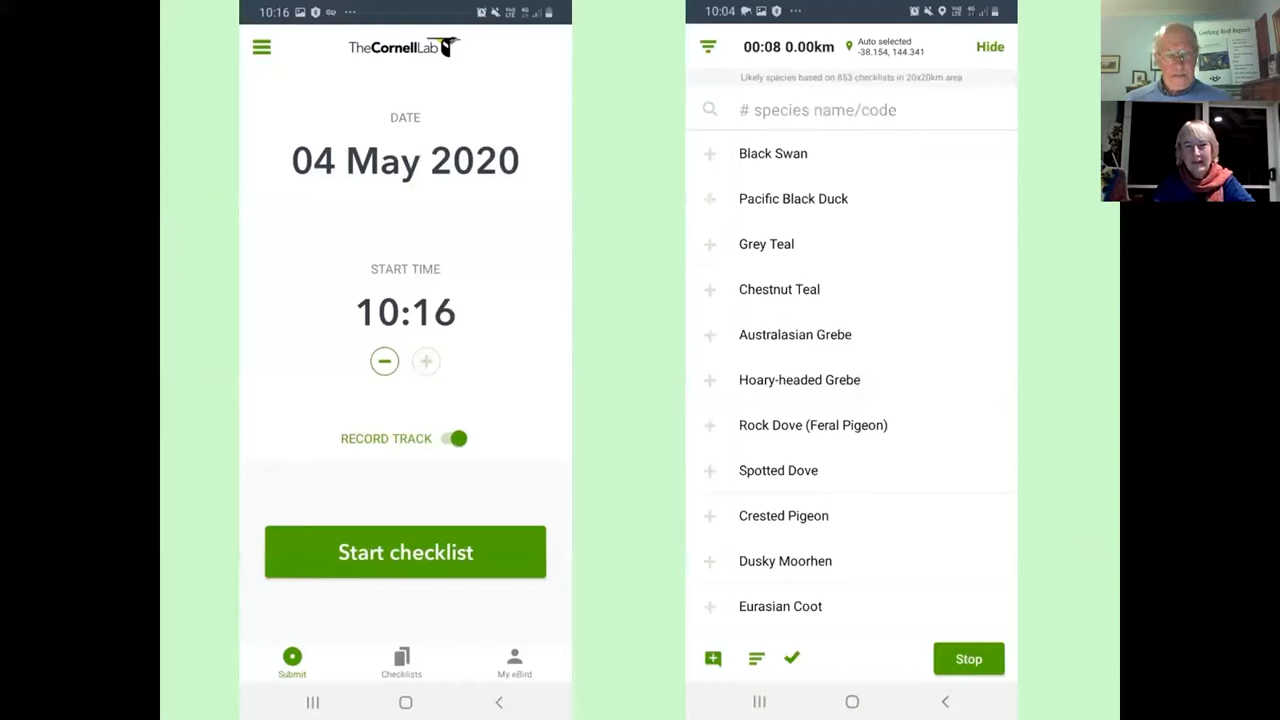 10:16
TheCornellLab
DATE
04 May 2020
START TIME
10:16
RECORD TRACK
Start checklist
Submit
Checklists
My eBird
10:04
00:08 0.00km
Auto selected
-38.154, 144.341
Hide
Likely species based on 853 checklists in 20x20km area
# species name/code
Black Swan
Pacific Black Duck
Grey Teal
Chestnut Teal
Australasian Grebe
Hoary-headed Grebe
Rock Dove (Feral Pigeon)
Spotted Dove
Crested Pigeon
Dusky Moorhen
Eurasian Coot
Stop
Geelong Bird Report